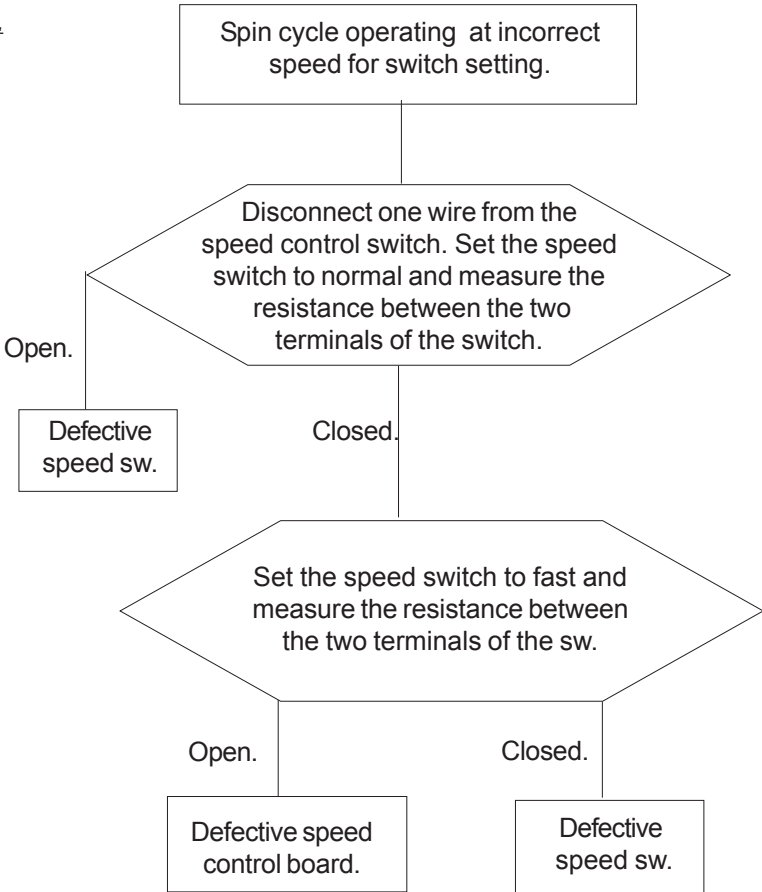 Spin cycle operating at incorrect
speed for switch setting.
Disconnect one wire from the
speed control switch. Set the speed
switch to normal and measure the
resistance between the two
terminals of the switch.
Open.
Defective
speed sw.
Closed.
Set the speed switch to fast and
measure the resistance between
the two terminals of the sw.
Open.
Closed.
Defective speed
control board.
Defective
speed sw.